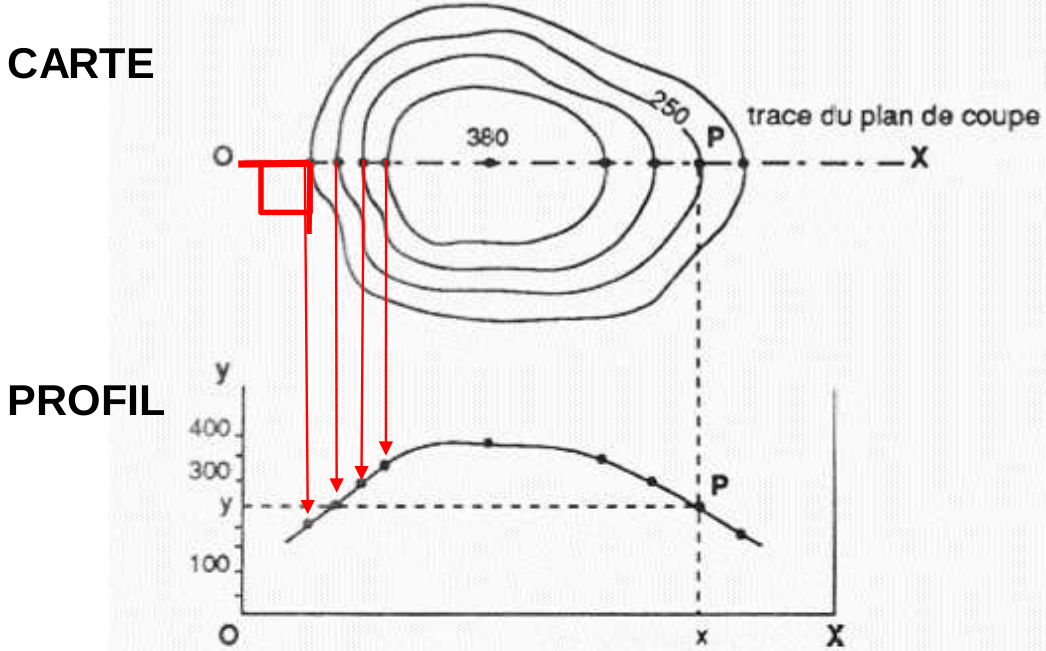 CARTE
250
trace du plan de coupe
P
380
O
X
y
PROFIL
400
300
y
P
100
O
x
X